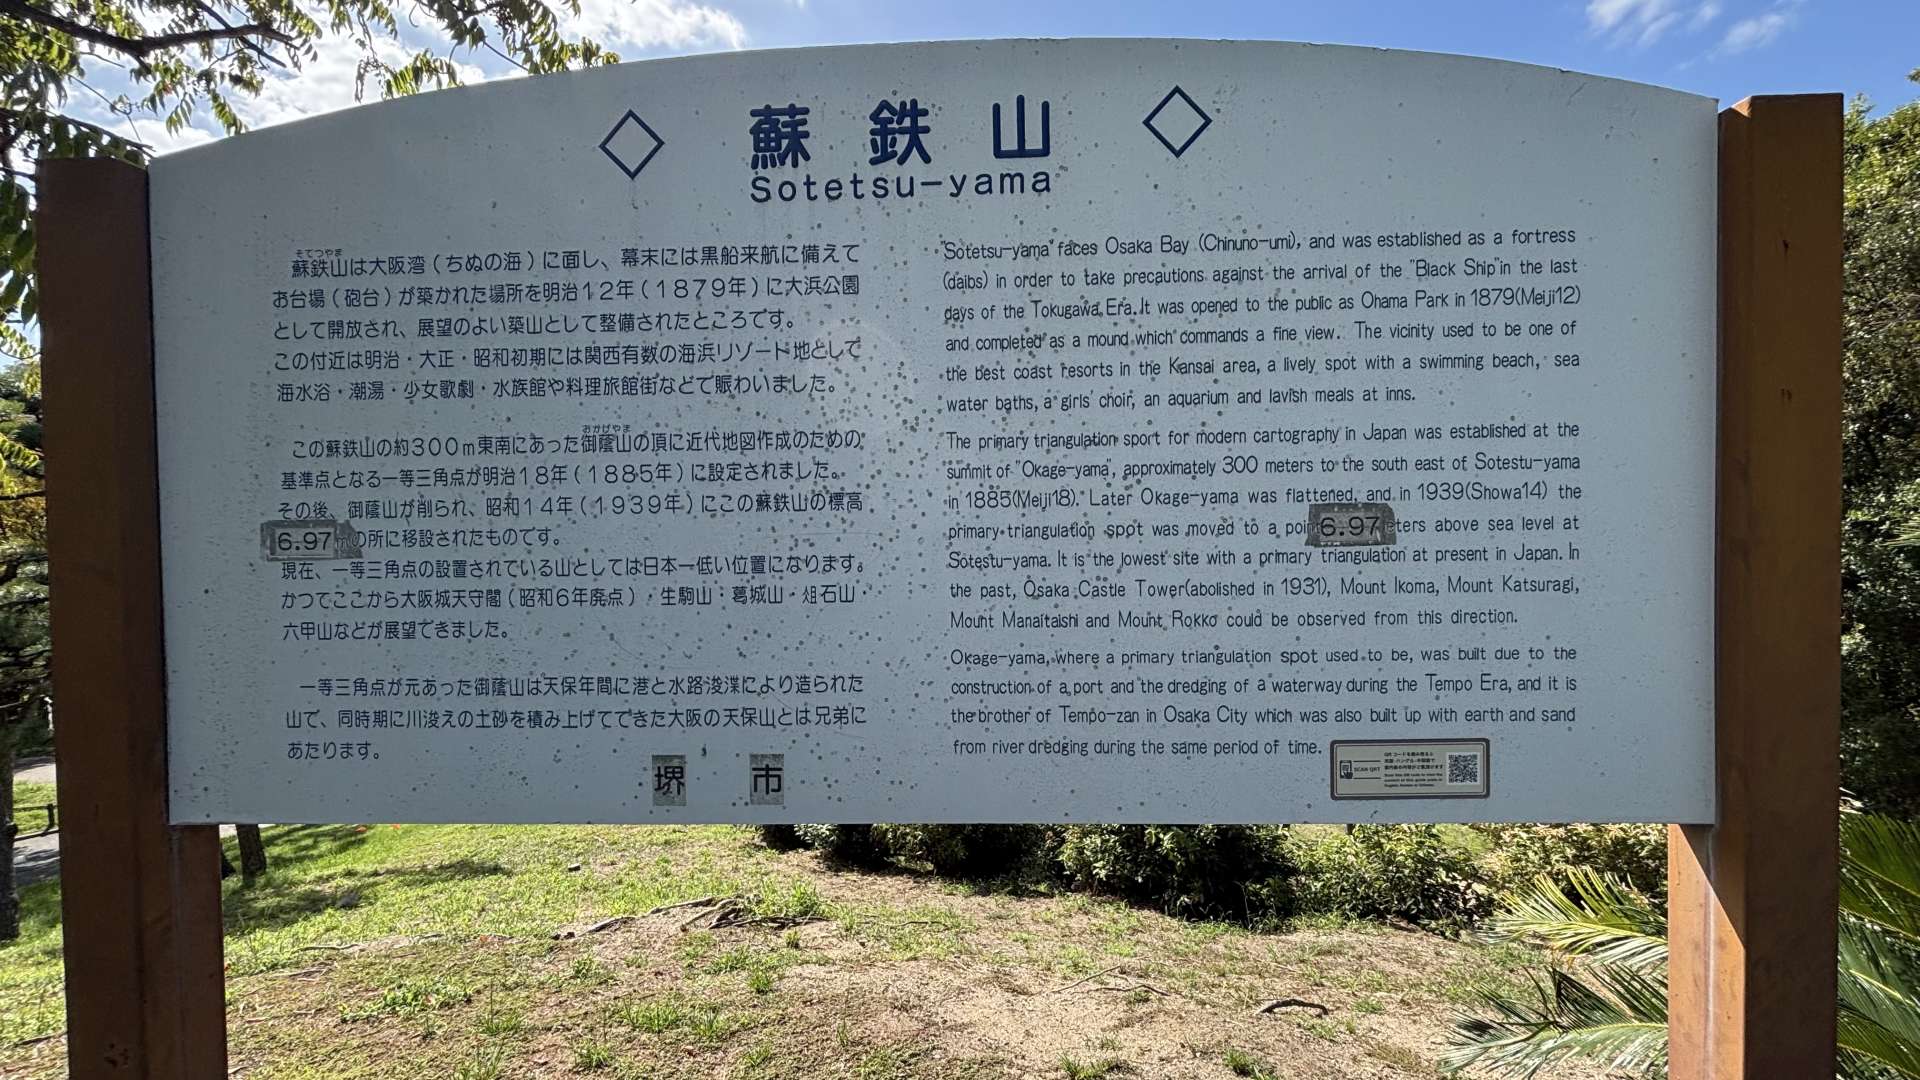 蘇鉄山
Sotetsu-yama
そてつやま
蘇鉄山は大阪湾(ちぬの海)に面し、幕末には黒船来航に備えて
お台場(砲台)が築かれた場所を明治12年(1879年)に大浜公園
として開放され、展望のよい築山として整備されたところです。
この付近は明治・大正・昭和初期には関西有数の海浜リゾート地として
海水浴・潮湯・少女歌劇・水族館や料理旅館街などで賑わいました。
おかげやま
この蘇鉄山の約300m東南にあった御蔭山の頂に近代地図作成のための
基準点となる一等三角点が明治18年(1885年)に設定されました。
その後、御蔭山が削られ、昭和14年(1939年)にこの蘇鉄山の標高
6.97mの所に移設されたものです。
現在、一等三角点の設置されている山としては日本一低い位置になります。
かつてここから大阪城天守閣(昭和6年廃点)・生駒山・葛城山・俎石山・
六甲山などが展望できました。
一等三角点が元あった御蔭山は天保年間に港と水路浚渫により造られた
山で、同時期に川浚えの土砂を積み上げてできた大阪の天保山とは兄弟に
あたります。
堺 市
"Sotetsu-yama" faces Osaka Bay (Chinuno-umi), and was established as a fortress
(daibs) in order to take precautions against the arrival of the "Black Ship"in the last
days of the Tokugawa Era. It was opened to the public as Ohama Park in 1879(Meiji12)
and completed as a mound which commands a fine view. The vicinity used to be one of
the best coast resorts in the Kansai area, a lively spot with a swimming beach, sea
water baths, a girls' choir, an aquarium and lavish meals at inns.
The primary triangulation sport for modern cartography in Japan was established at the
summit of "Okage-yama", approximately 300 meters to the south east of Sotestu-yama
in 1885(Meiji18). Later Okage-yama was flattened, and in 1939(Showa14) the
primary triangulation spot was moved to a point 6.97 meters above sea level at
Sotestu-yama. It is the lowest site with a primary triangulation at present in Japan. In
the past, Osaka Castle Tower(abolished in 1931), Mount Ikoma, Mount Katsuragi,
Mount Manaitaishi and Mount Rokko could be observed from this direction.
Okage-yama, where a primary triangulation spot used to be, was built due to the
construction of a port and the dredging of a waterway during the Tempo Era, and it is
the brother of Tempo-zan in Osaka City which was also built up with earth and sand
from river dredging during the same period of time.
SCAN QR!